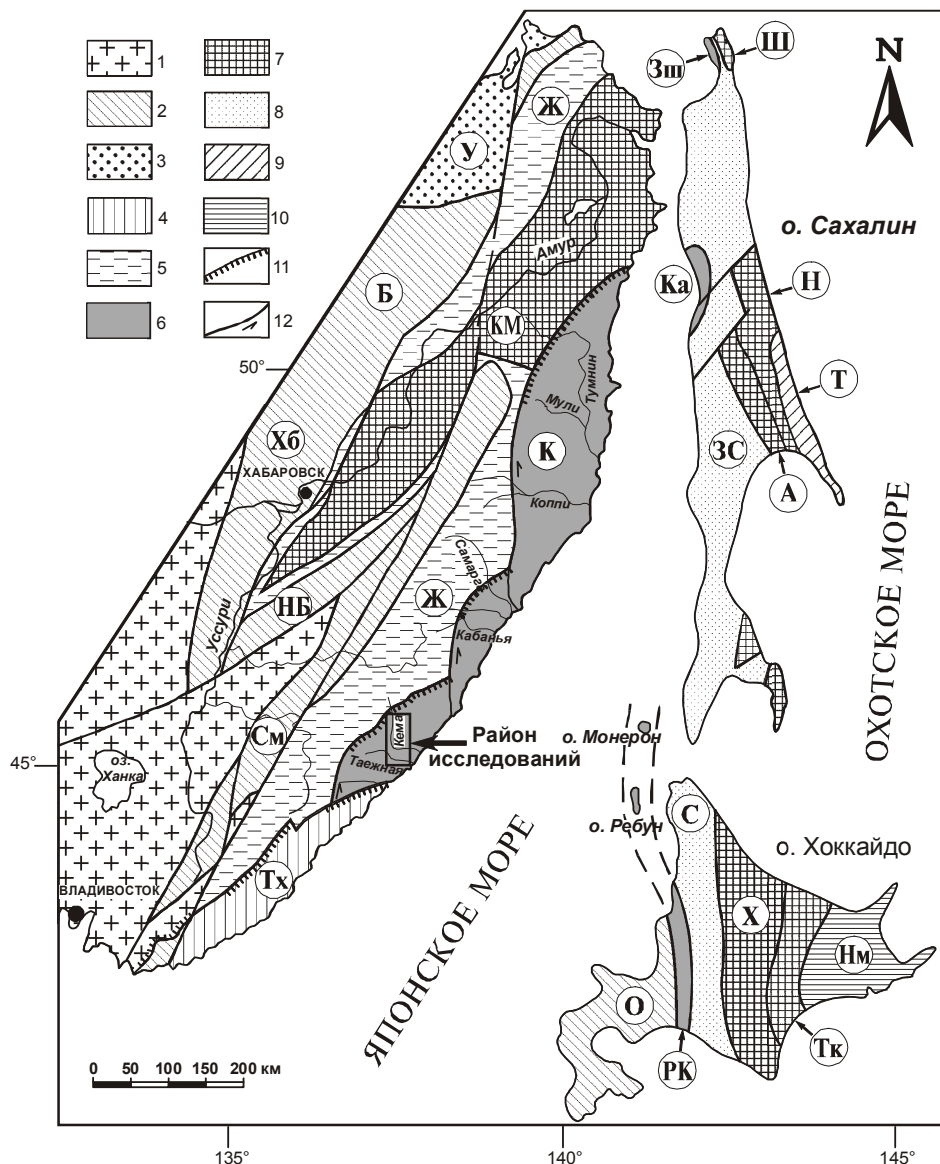 1
2
3
4
5
6
7
8
9
10
11
12
N
Зш
Ш
Ж
У
о. Сахалин
Амур
Ка
Н
Б
КМ
Т
50°
Тумнин
Мули
Хб
ХАБАРОВСК
К
ЗС
Коппи
А
Самарга
НБ
Ж
Уссури
Кабанья
ОХОТСКОЕ МОРЕ
См
Кема
Район
исследований
о. Монерон
45°
оз.
Ханка
Таежная
о. Ребун
С
о. Хоккайдо
Тх
ВЛАДИВОСТОК
ЯПОНСКОЕ МОРЕ
Х
Нм
О
Тк
РК
0 50 100 150 200 км
135°
140°
145°